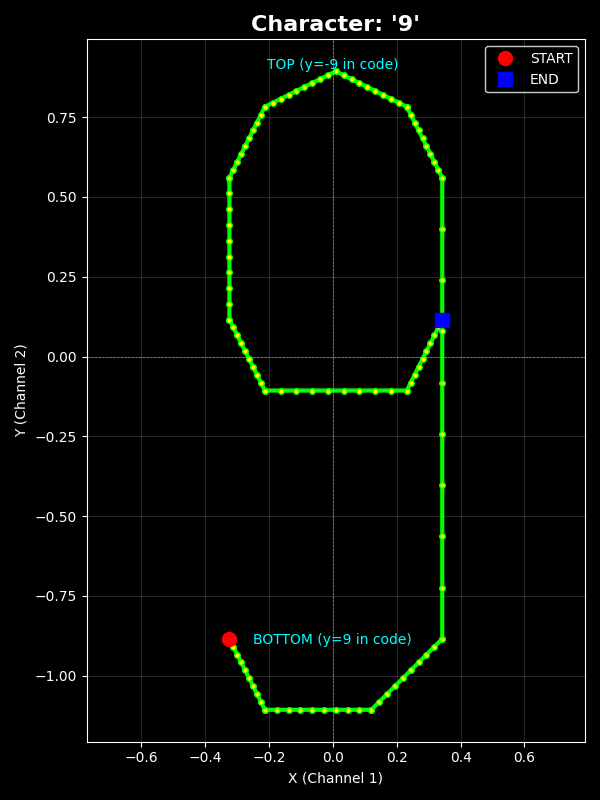 Character: '9'
TOP (y=-9 in code)
START
END
0.75
0.50
0.25
0.00
−0.25
−0.50
−0.75
−1.00
Y (Channel 2)
BOTTOM (y=9 in code)
−0.6 −0.4 −0.2 0.0 0.2 0.4 0.6
X (Channel 1)